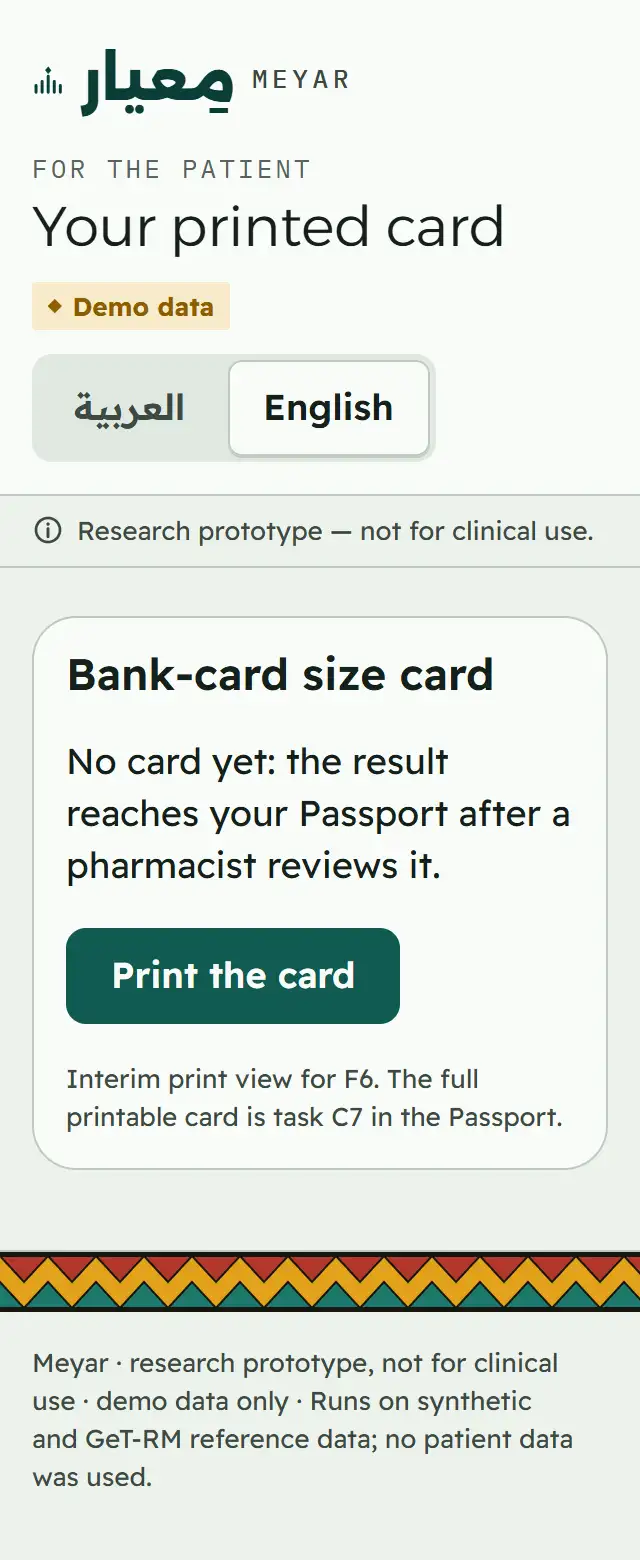 مِعيار MEYAR
FOR THE PATIENT
Your printed card
Demo data
العربية English
Research prototype — not for clinical use.
Bank-card size card
No card yet: the result
reaches your Passport after a
pharmacist reviews it.
Print the card
Interim print view for F6. The full
printable card is task C7 in the Passport.
Meyar · research prototype, not for clinical
use · demo data only · Runs on synthetic
and GeT-RM reference data; no patient data
was used.